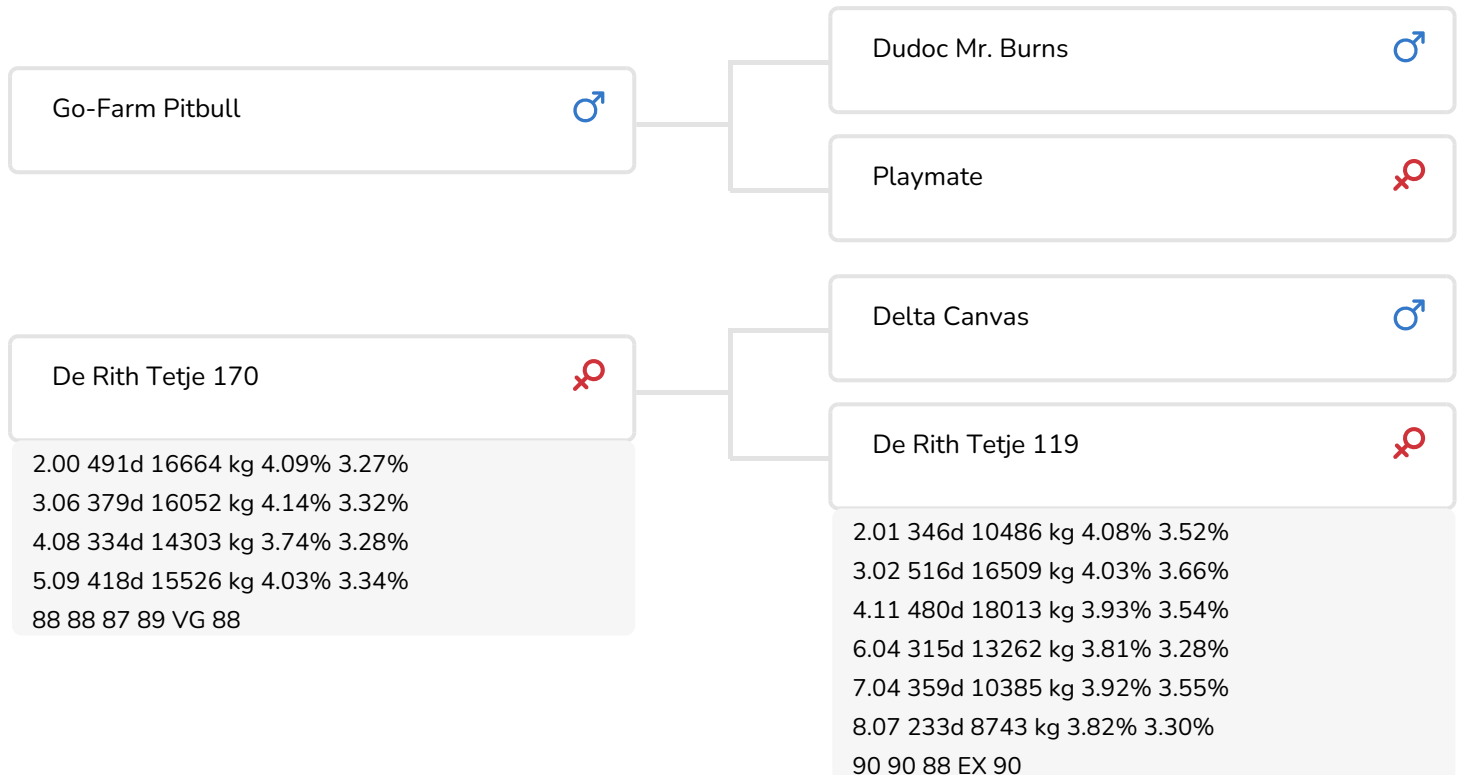 Go-Farm Pitbull
Dudoc Mr. Burns
Playmate
De Rith Tetje 170
2.00 491d 16664 kg 4.09% 3.27%
3.06 379d 16052 kg 4.14% 3.32%
4.08 334d 14303 kg 3.74% 3.28%
5.09 418d 15526 kg 4.03% 3.34%
88 88 87 89 VG 88
Delta Canvas
De Rith Tetje 119
2.01 346d 10486 kg 4.08% 3.52%
3.02 516d 16509 kg 4.03% 3.66%
4.11 480d 18013 kg 3.93% 3.54%
6.04 315d 13262 kg 3.81% 3.28%
7.04 359d 10385 kg 3.92% 3.55%
8.07 233d 8743 kg 3.82% 3.30%
90 90 88 EX 90